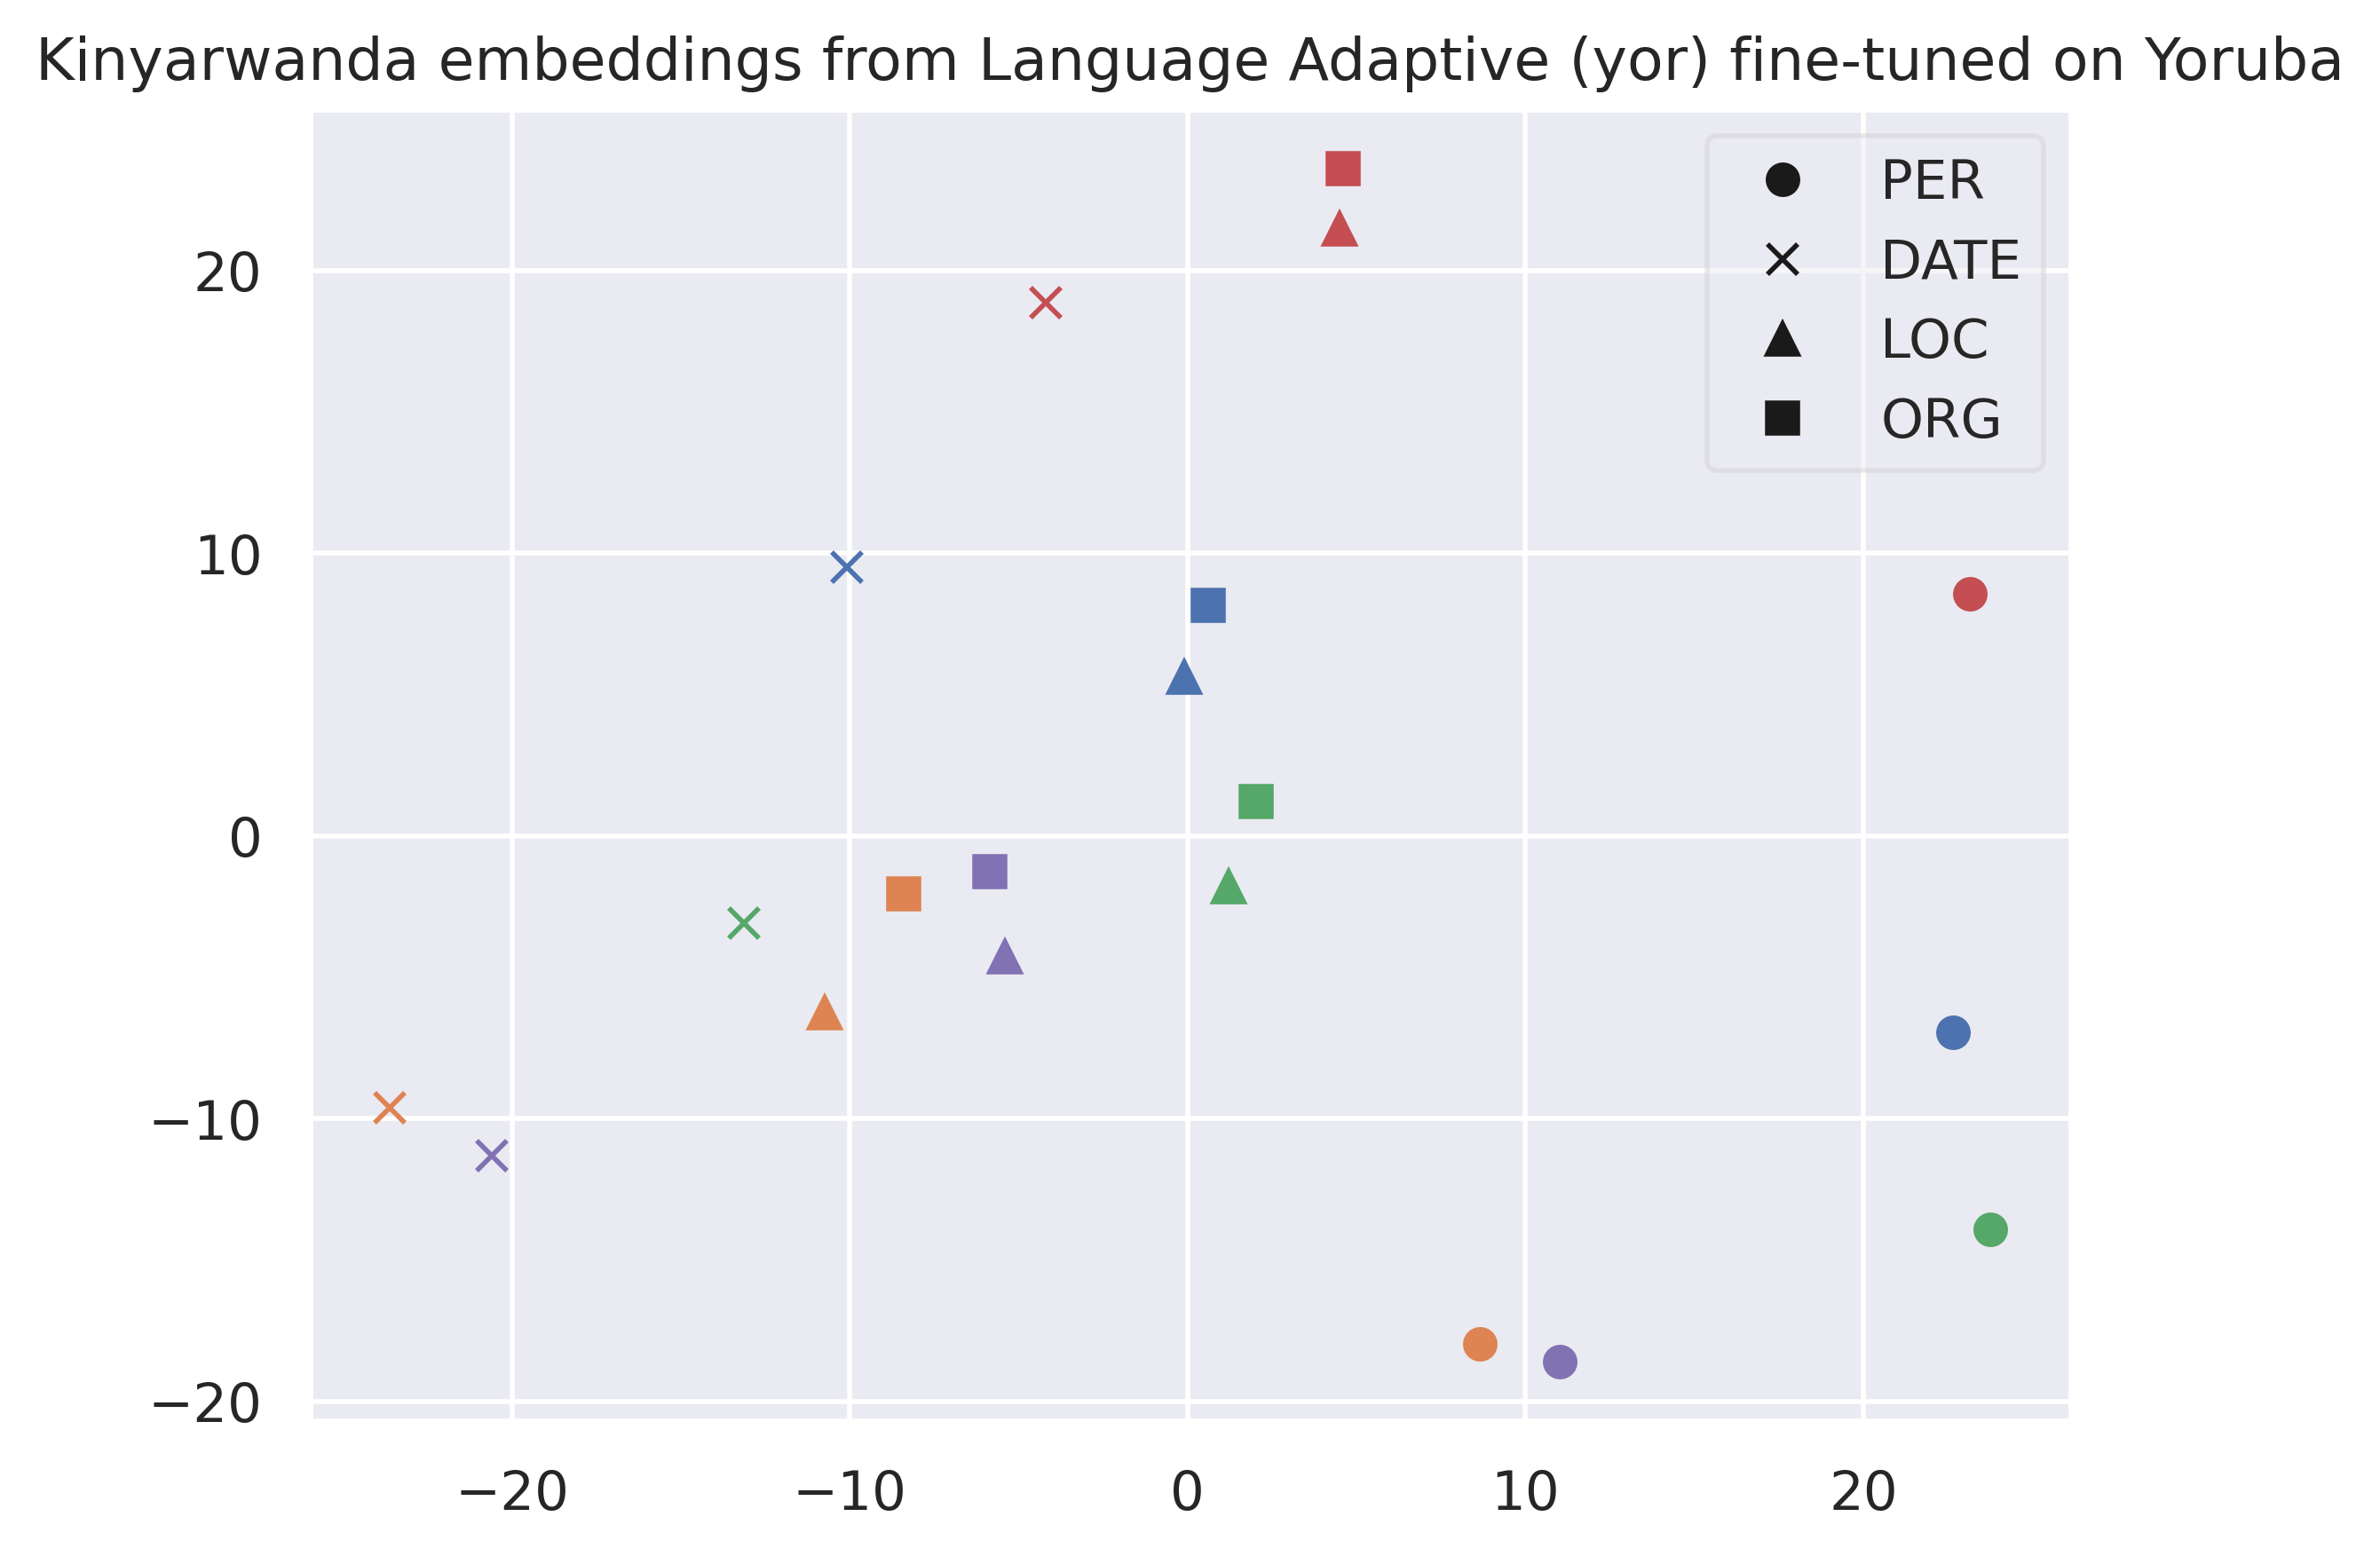 Kinyarwanda embeddings from Language Adaptive (yor) fine-tuned on Yoruba
PER
DATE
LOC
ORG
20
10
0
−10
−20
−20
−10
0
10
20